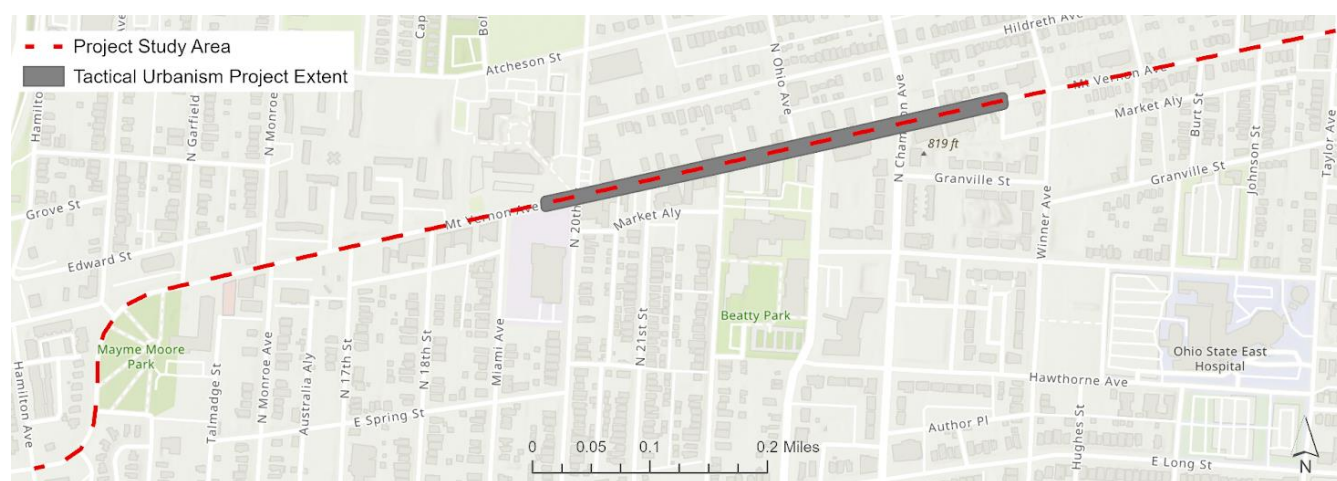 Project Study Area
Tactical Urbanism Project Extent
Hamilton
N Garfield
N Monroe
Cap
Bol
Atcheson St
N Ohio Ave
Hildreth Ave
N Champion Ave
Mt Vernon Ave
Market Aly
Burt St
Johnson St
Taylor Ave
819 ft
Granville St
Granville St
Winner Ave
Grove St
Edward St
Mt Vernon Ave
N 20th
Market Aly
Mayme Moore
Park
Hamilton Ave
Talmadge St
N Monroe Ave
Australia Aly
N 17th St
N 18th St
Miami Ave
N 21st St
E Spring St
Beatty Park
Ohio State East
Hospital
Hawthorne Ave
Author Pl
Hughes St
E Long St
0 0.05 0.1 0.2 Miles
N